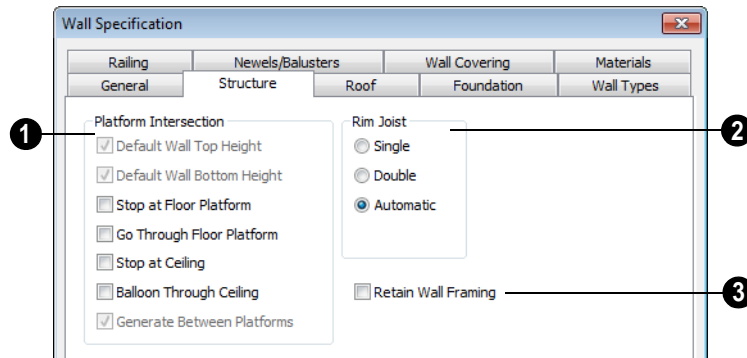 Wall Specification
Railing Newels/Balusters Wall Covering Materials
General Structure Roof Foundation Wall Types
1
Platform Intersection
Default Wall Top Height
Default Wall Bottom Height
Stop at Floor Platform
Go Through Floor Platform
Stop at Ceiling
Balloon Through Ceiling
Generate Between Platforms
Rim Joist
2
Single
Double
Automatic
Retain Wall Framing
3